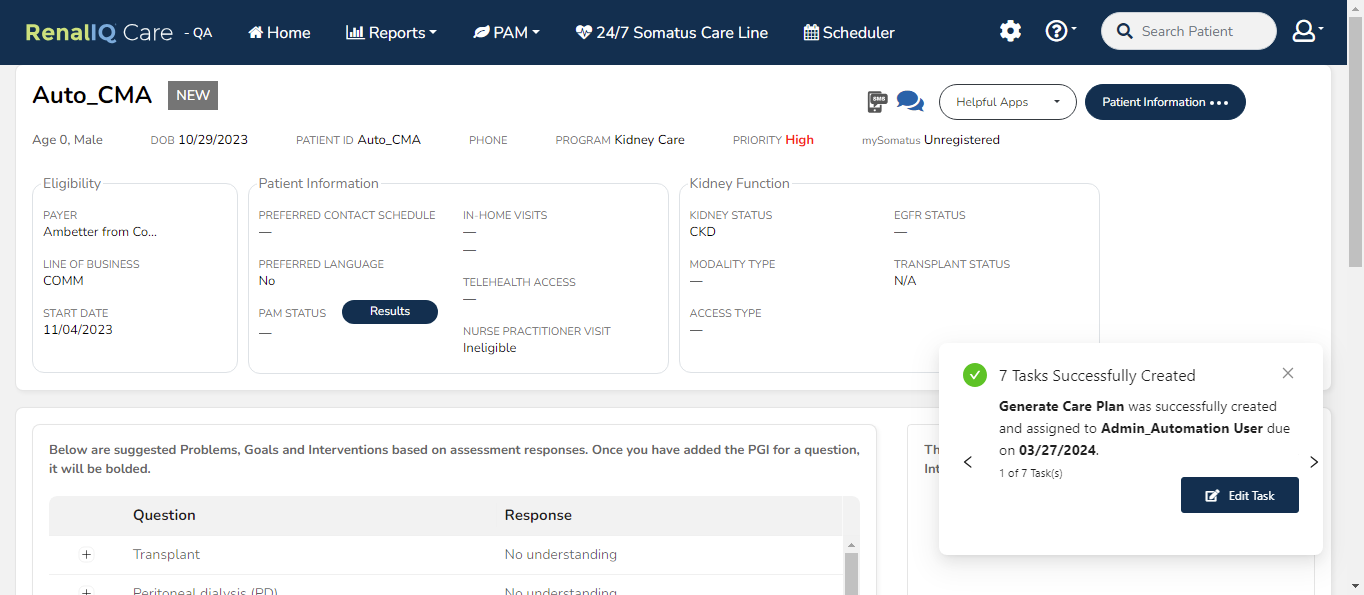 RenalIQ Care - QA Home Reports PAM 24/7 Somatus Care Line Scheduler Search Patient
Auto_CMA NEW SMS Helpful Apps Patient Information
Age 0, Male DOB 10/29/2023 PATIENT ID Auto_CMA PHONE PROGRAM Kidney Care PRIORITY High mySomatus Unregistered
Eligibility
PAYER
Ambetter from Co...
LINE OF BUSINESS
COMM
START DATE
11/04/2023
Patient Information
PREFERRED CONTACT SCHEDULE
—
PREFERRED LANGUAGE
No
PAM STATUS Results
—
IN-HOME VISITS
—
—
TELEHEALTH ACCESS
—
NURSE PRACTITIONER VISIT
Ineligible
Kidney Function
KIDNEY STATUS
CKD
MODALITY TYPE
—
ACCESS TYPE
—
EGFR STATUS
—
TRANSPLANT STATUS
N/A
7 Tasks Successfully Created
Generate Care Plan was successfully created
and assigned to Admin_Automation User due
on 03/27/2024.
1 of 7 Task(s)
Edit Task
Below are suggested Problems, Goals and Interventions based on assessment responses. Once you have added the PGI for a question,
it will be bolded.
Question Response
Transplant No understanding
Peritoneal dialysis (PD) No understanding